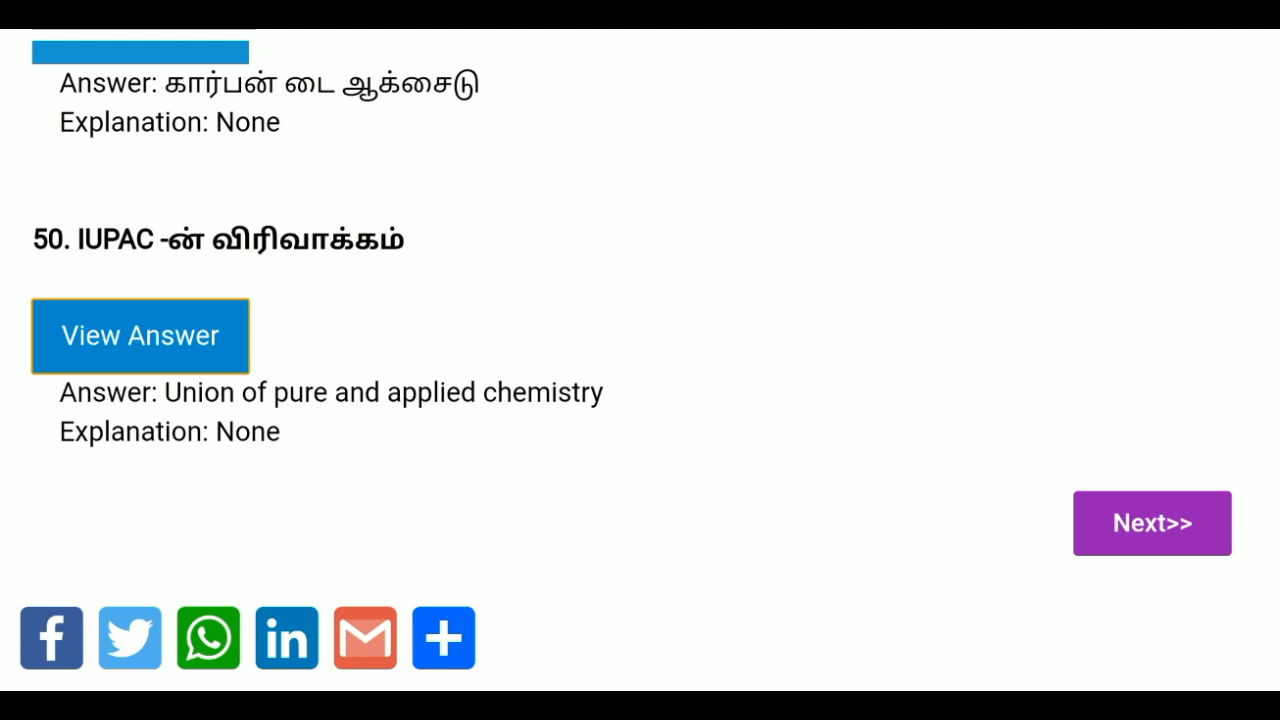 Answer: கார்பன் டை ஆக்சைடு
Explanation: None
50. IUPAC -ன் விரிவாக்கம்
View Answer
Answer: Union of pure and applied chemistry
Explanation: None
Next>>